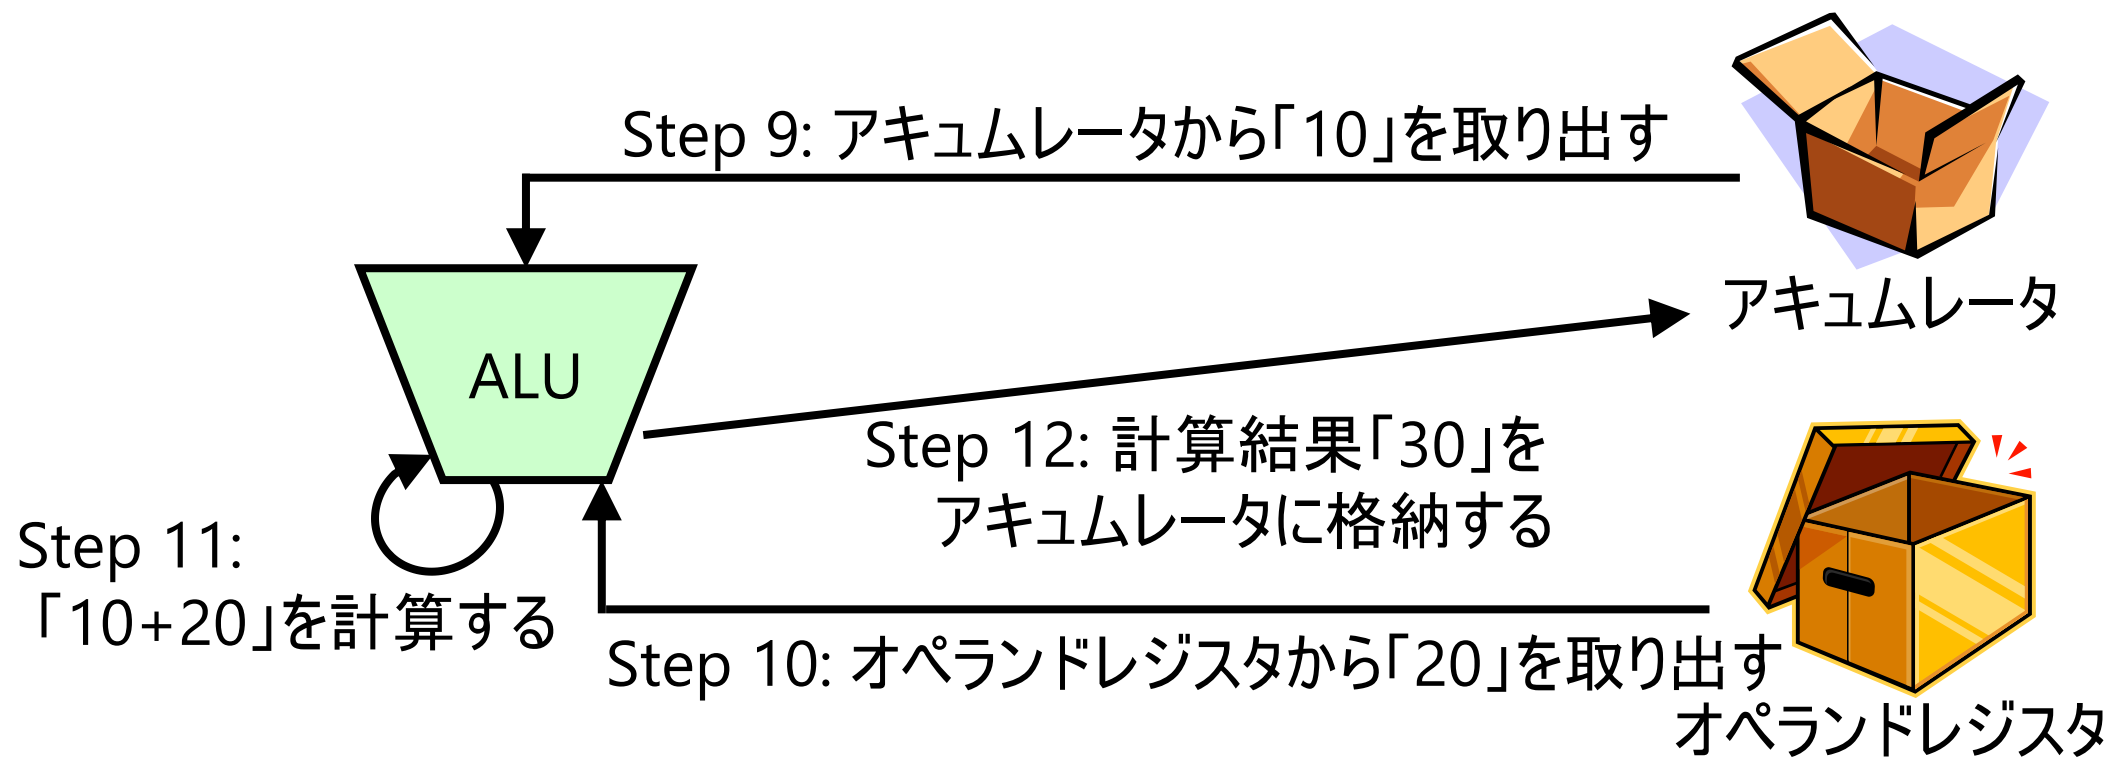 Step 9: アキュムレータから「10」を取り出す
アキュムレータ
ALU
Step 12: 計算結果「30」を
アキュムレータに格納する
Step 11:
「10+20」を計算する
Step 10: オペランドレジスタから「20」を取り出す
オペランドレジスタ